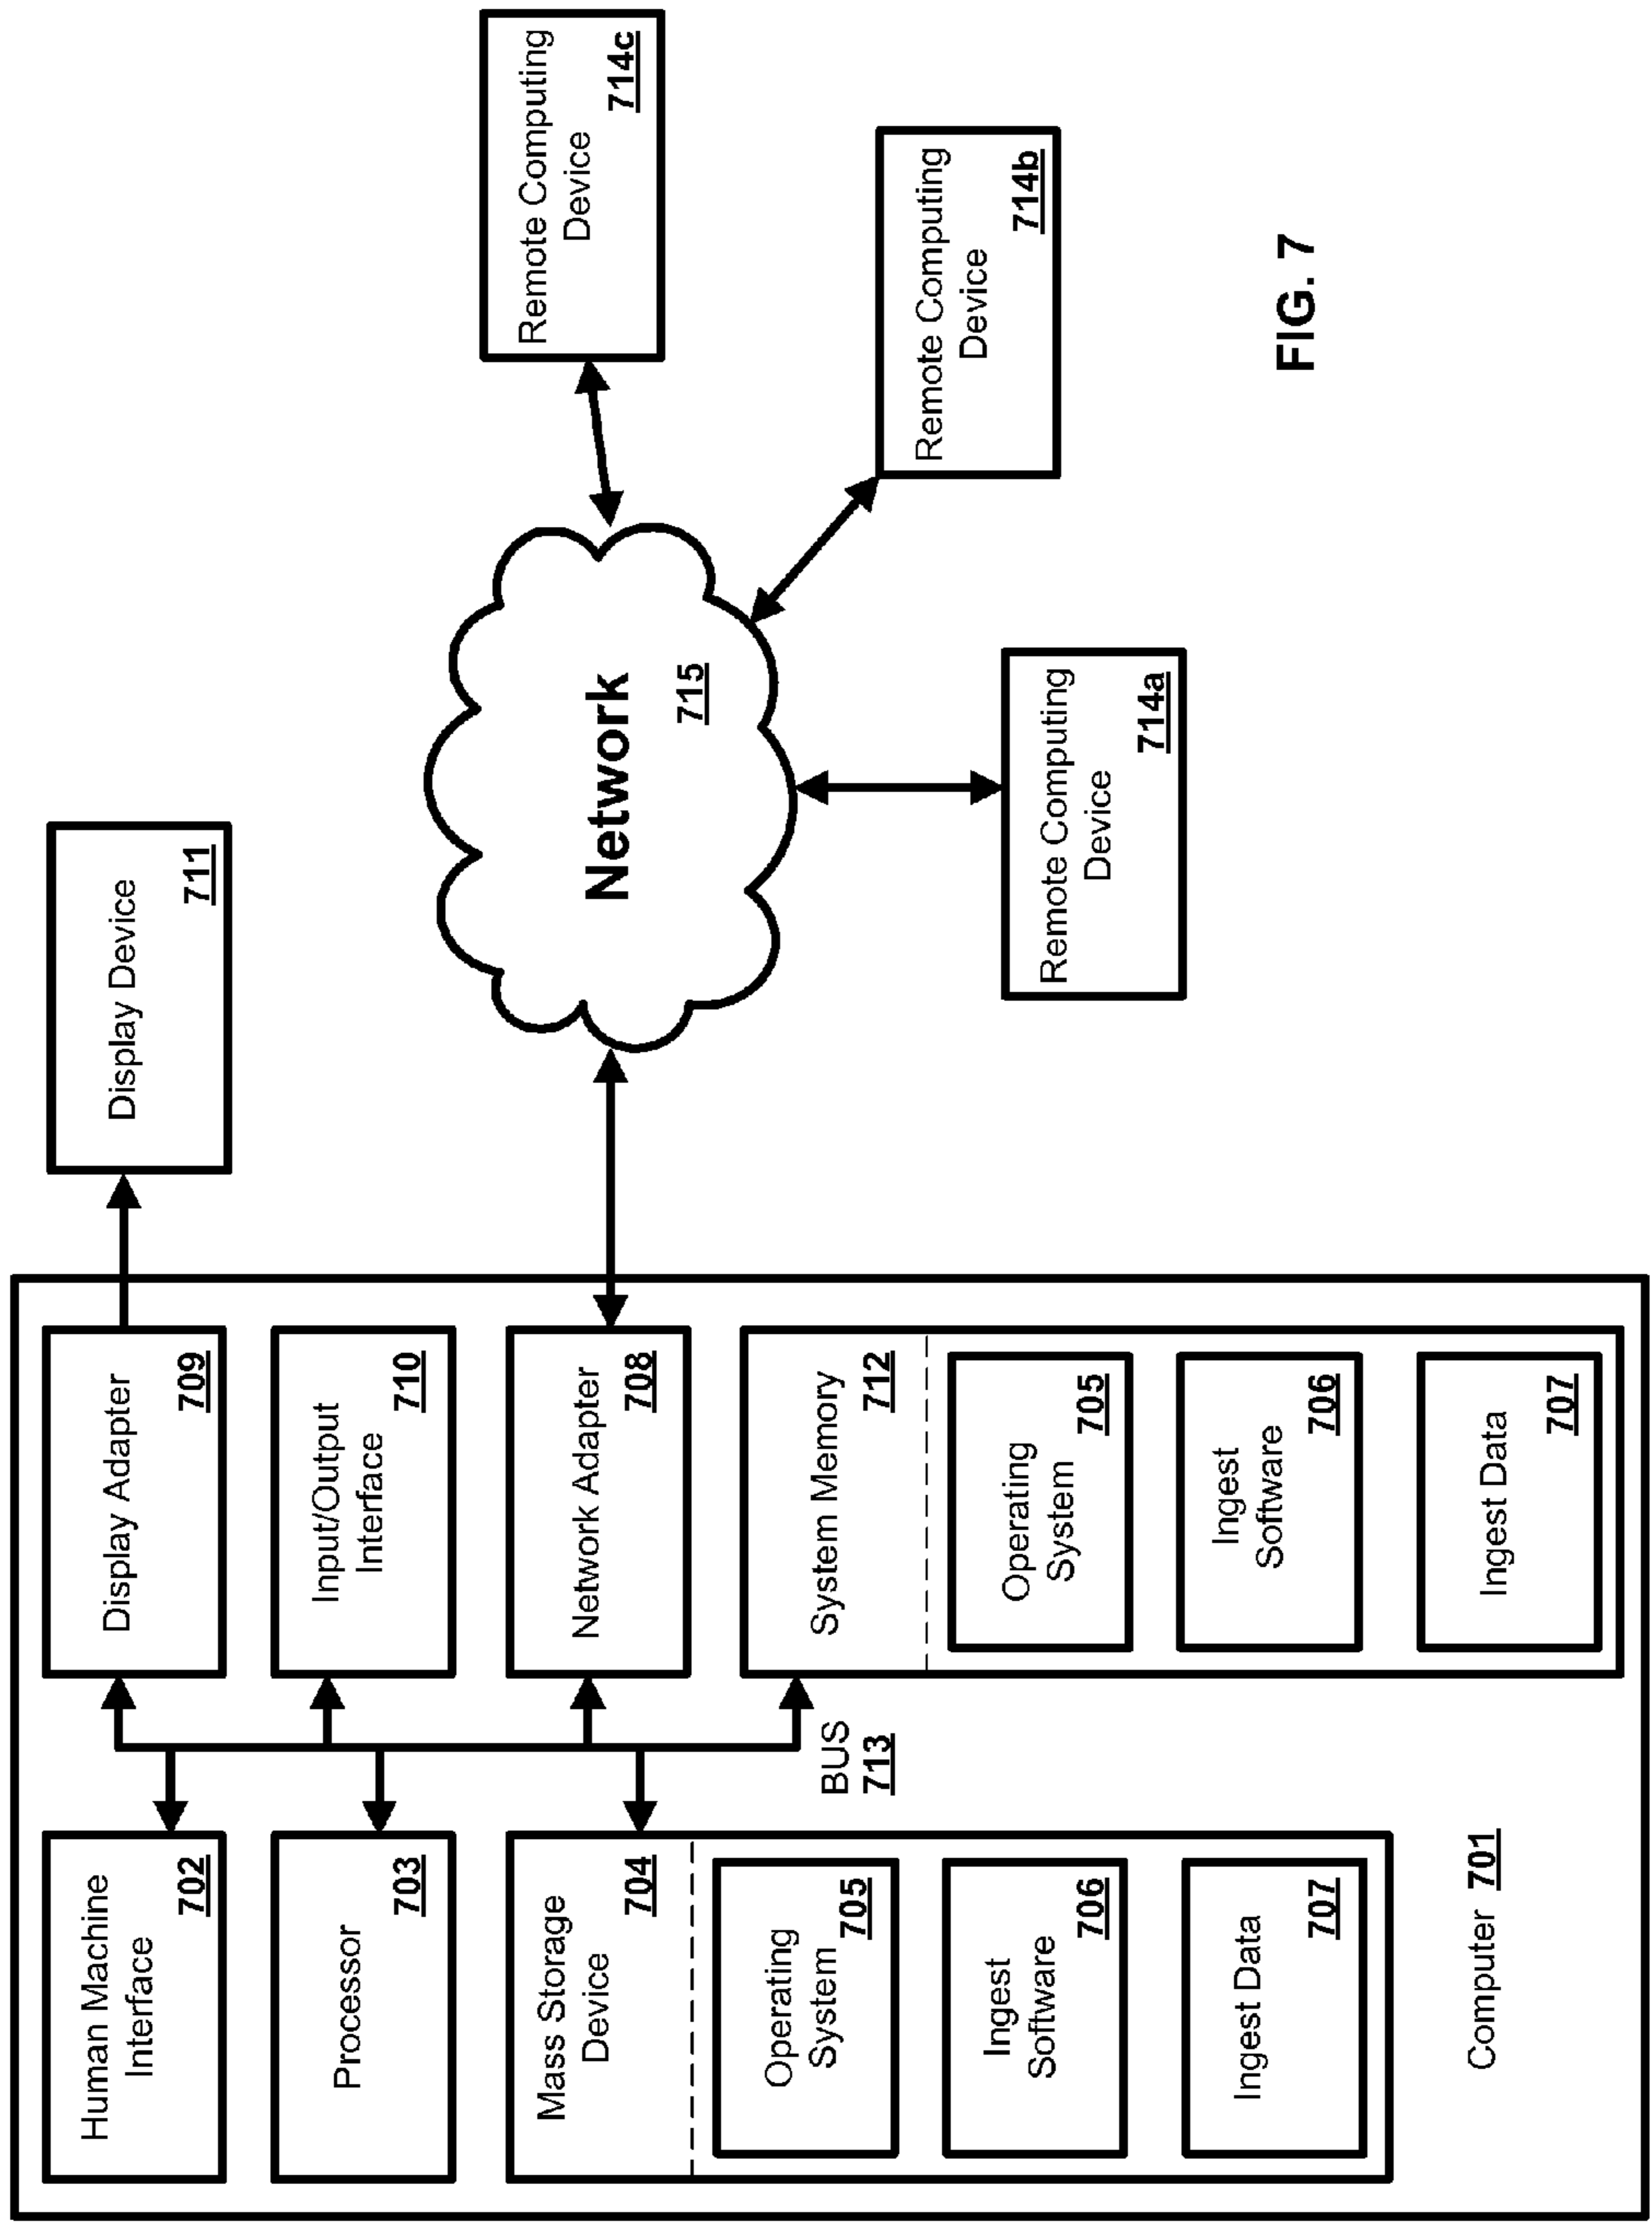 Human Machine
Interface
702
Processor
703
Mass Storage
Device
704
Operating
System
705
Ingest
Software
706
Ingest Data
707
Computer 701
BUS
713
Display Adapter
709
Input/Output
Interface
710
Network Adapter
708
System Memory
712
Operating
System
705
Ingest
Software
706
Ingest Data
707
Display Device
711
Network
715
Remote Computing
Device
714a
Remote Computing
Device
714b
Remote Computing
Device
714c
FIG. 7